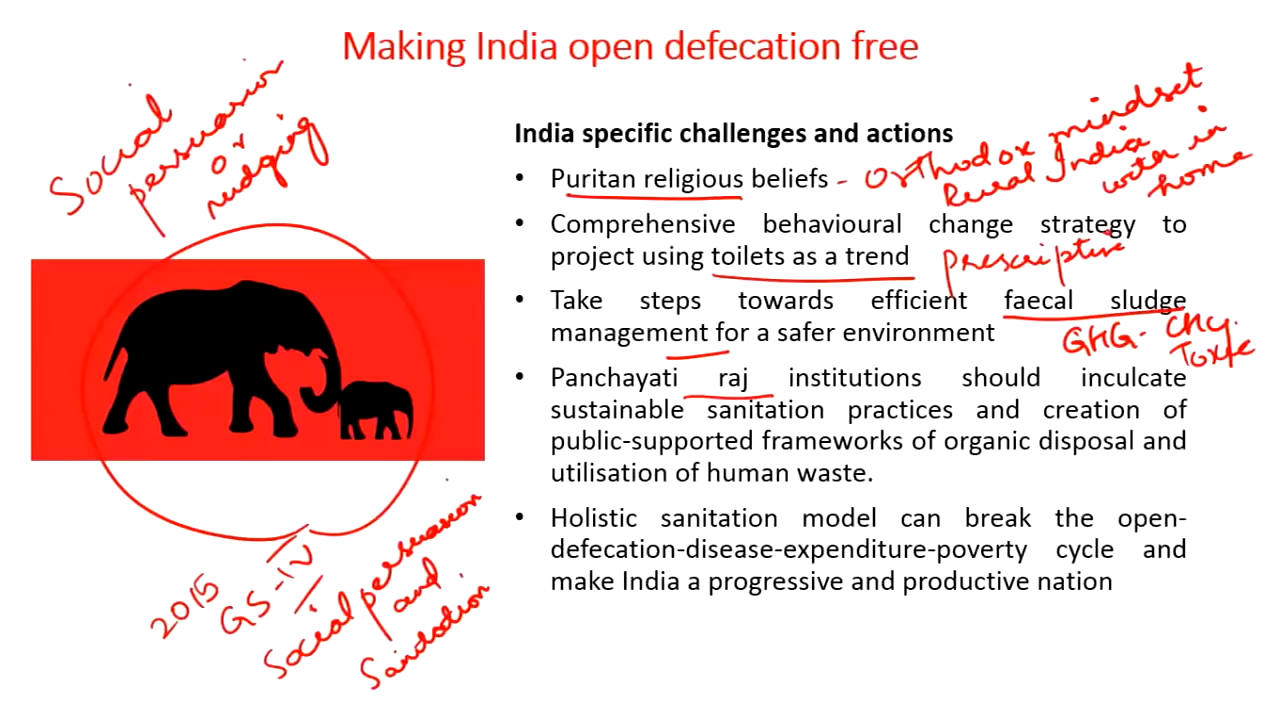 Making India open defecation free
Social
persuasion
or
nudging
India specific challenges and actions
• Puritan religious beliefs - Orthodox mindset
Rural India
within
home
• Comprehensive behavioural change strategy to
project using toilets as a trend
prescriptive
• Take steps towards efficient faecal sludge
management for a safer environment
GHG - CH4
Toxic
• Panchayati raj institutions should inculcate
sustainable sanitation practices and creation of
public-supported frameworks of organic disposal and
utilisation of human waste.
• Holistic sanitation model can break the open-
defecation-disease-expenditure-poverty cycle and
make India a progressive and productive nation
2015
GS-IV
Social persuasion
and
Sanitation